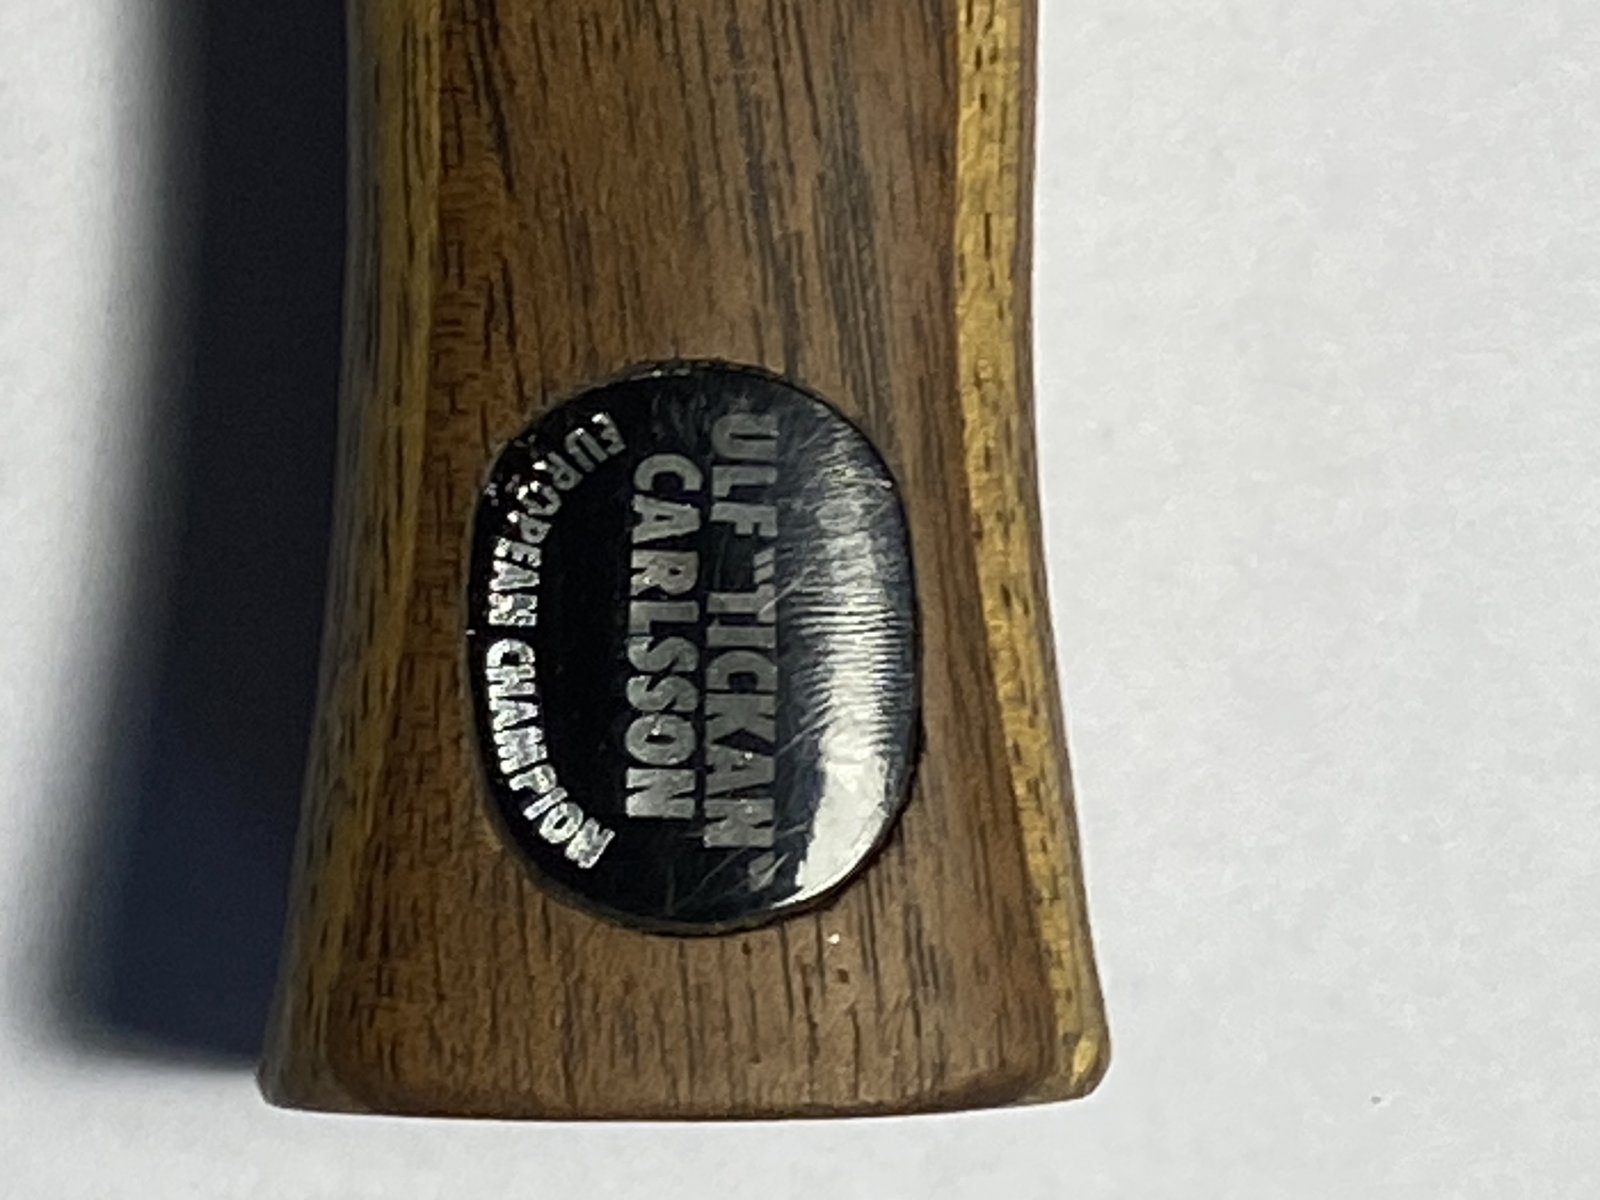 ULF "TICKAN"
CARLSSON
EUROPEAN CHAMPION